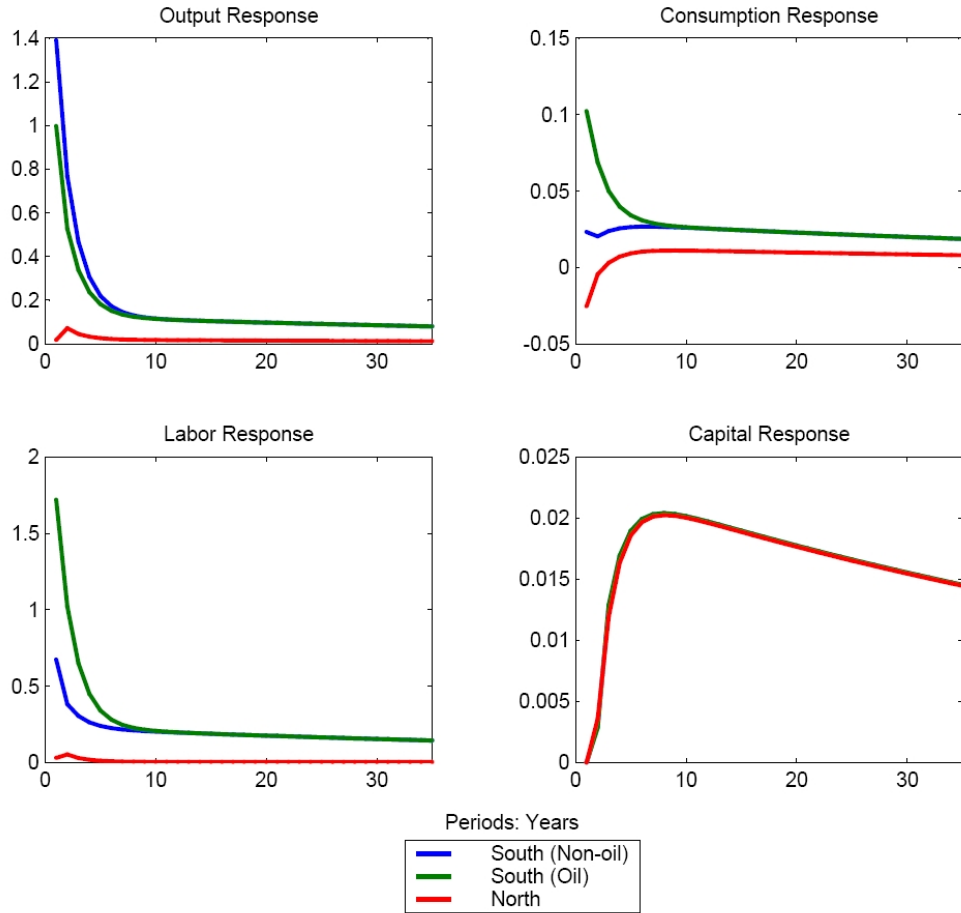 Output Response
1.4
1.2
1
0.8
0.6
0.4
0.2
0
0 10 20 30
Consumption Response
0.15
0.1
0.05
0
-0.05
0 10 20 30
Labor Response
2
1.5
1
0.5
0
0 10 20 30
Capital Response
0.025
0.02
0.015
0.01
0.005
0
0 10 20 30
Periods: Years
South (Non-oil)
South (Oil)
North